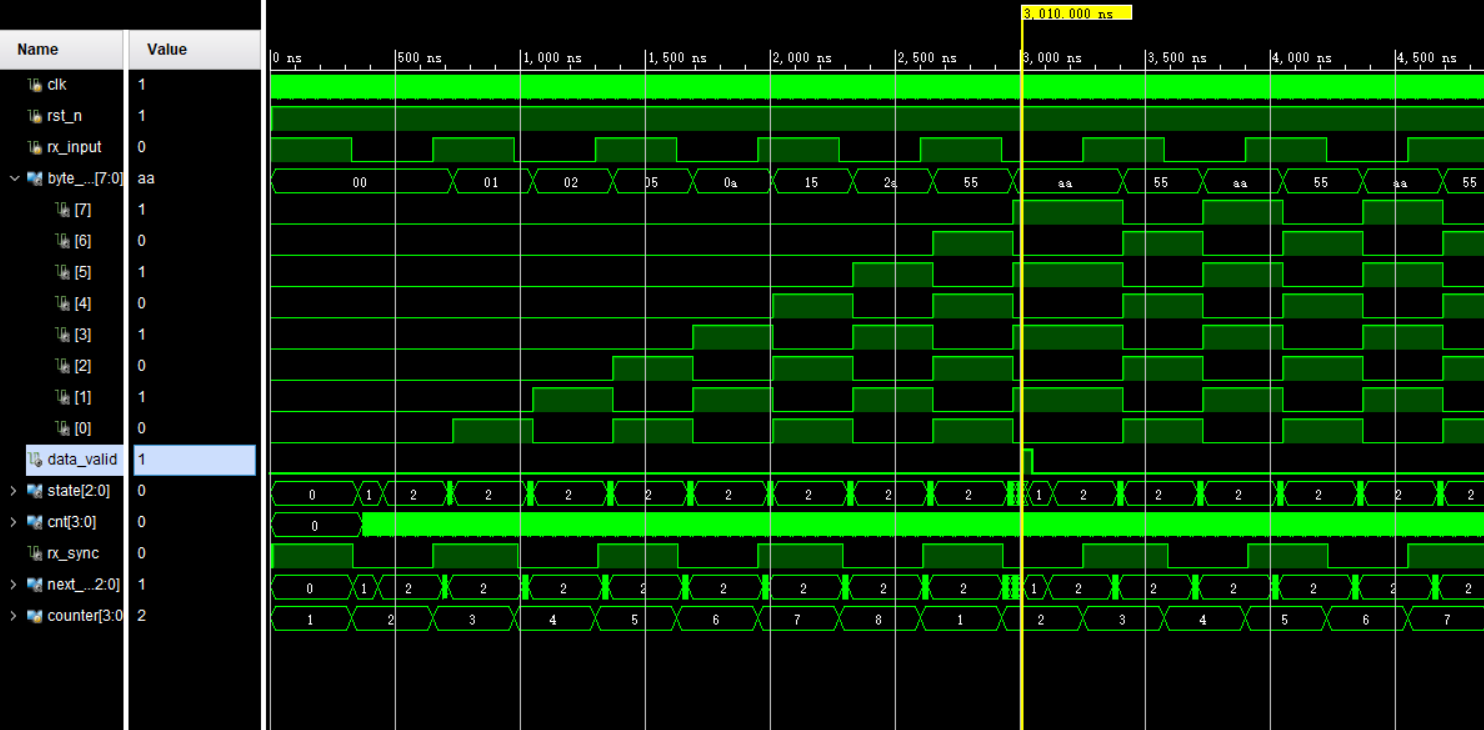 3,010.000 ns
Name Value
0 ns 500 ns 1,000 ns 1,500 ns 2,000 ns 2,500 ns 3,000 ns 3,500 ns 4,000 ns 4,500 ns
clk 1
rst_n 1
rx_input 0
byte_...[7:0] aa 00 01 02 05 0a 15 2a 55 aa 55 aa 55 aa 55
[7] 1
[6] 0
[5] 1
[4] 0
[3] 1
[2] 0
[1] 1
[0] 0
data_valid 1
state[2:0] 0 0 1 2 2 2 2 2 2 2 2 1 2 2 2 2 2
cnt[3:0] 0 0
rx_sync 0
next_...2:0] 1 0 1 2 2 2 2 2 2 2 2 1 2 2 2 2 2
counter[3:0 2 1 2 3 4 5 6 7 8 1 2 3 4 5 6 7